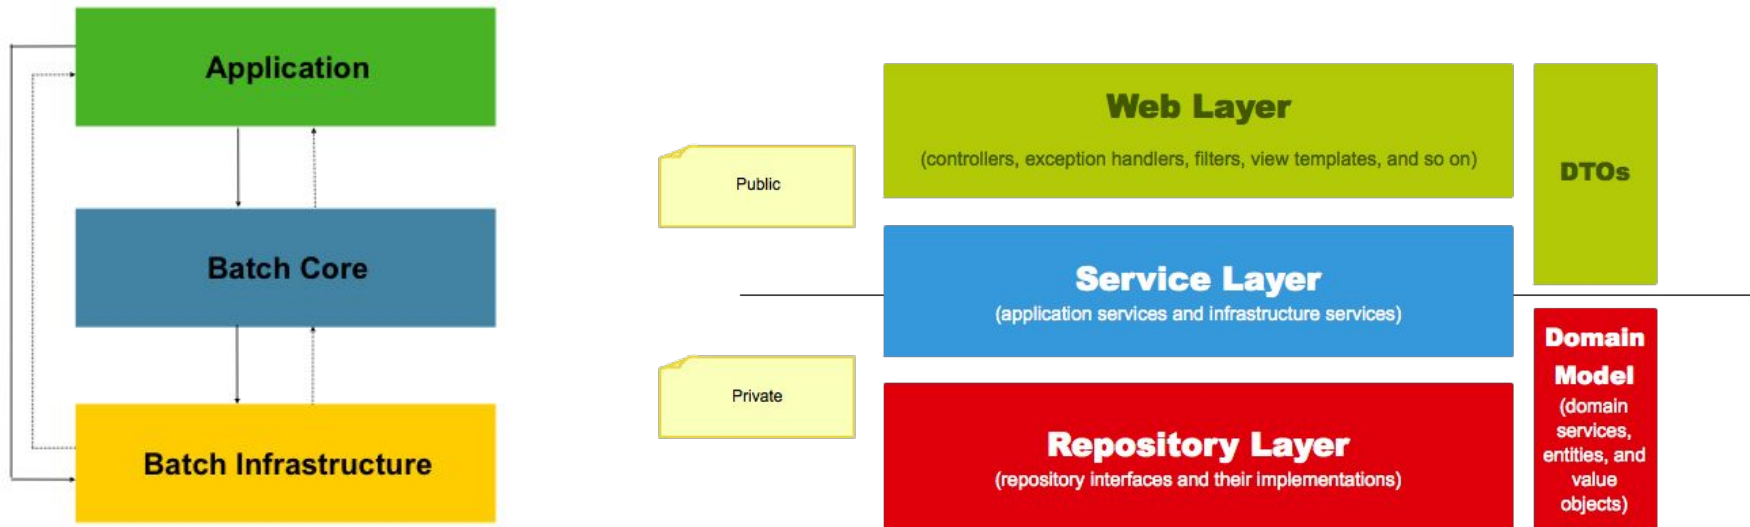 Application
Batch Core
Batch Infrastructure
Public
Private
Web Layer
(controllers, exception handlers, filters, view templates, and so on)
Service Layer
(application services and infrastructure services)
Repository Layer
(repository interfaces and their implementations)
DTOs
Domain
Model
(domain
services,
entities, and
value
objects)